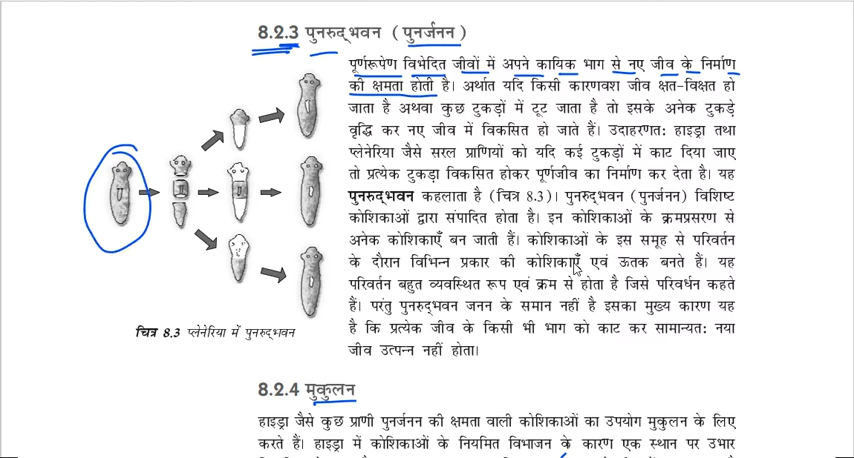 8.2.3 पुनरुद्भवन ( पुनर्जनन )
पूर्णरूपेण विभेदित जीवों में अपने कायिक भाग से नए जीव के निर्माण
की क्षमता होती है। अर्थात यदि किसी कारणवश जीव क्षत-विक्षत हो
जाता है अथवा कुछ टुकड़ों में टूट जाता है तो इसके अनेक टुकड़े
वृद्धि कर नए जीव में विकसित हो जाते हैं। उदाहरणत: हाइड्रा तथा
प्लेनेरिया जैसे सरल प्राणियों को यदि कई टुकड़ों में काट दिया जाए
तो प्रत्येक टुकड़ा विकसित होकर पूर्णजीव का निर्माण कर देता है। यह
पुनरुद्भवन कहलाता है (चित्र 8.3)। पुनरुद्भवन (पुनर्जनन) विशिष्ट
कोशिकाओं द्वारा संपादित होता है। इन कोशिकाओं के क्रमप्रसरण से
अनेक कोशिकाएँ बन जाती हैं। कोशिकाओं के इस समूह से परिवर्तन
के दौरान विभिन्न प्रकार की कोशिकाएँ एवं ऊतक बनते हैं। यह
परिवर्तन बहुत व्यवस्थित रूप एवं क्रम से होता है जिसे परिवर्धन कहते
हैं। परंतु पुनरुद्भवन जनन के समान नहीं है इसका मुख्य कारण यह
है कि प्रत्येक जीव के किसी भी भाग को काट कर सामान्यत: नया
जीव उत्पन्न नहीं होता।
चित्र 8.3 प्लेनेरिया में पुनरुद्भवन
8.2.4 मुकुलन
हाइड्रा जैसे कुछ प्राणी पुनर्जनन की क्षमता वाली कोशिकाओं का उपयोग मुकुलन के लिए
करते हैं। हाइड्रा में कोशिकाओं के नियमित विभाजन के कारण एक स्थान पर उभार